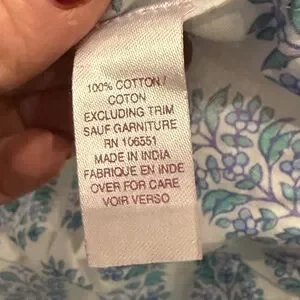 100% COTTON/
COTON
EXCLUDING TRIM
SAUF GARNITURE
RN 106551
MADE IN INDIA
FABRIQUE EN INDE
OVER FOR CARE
VOIR VERSO